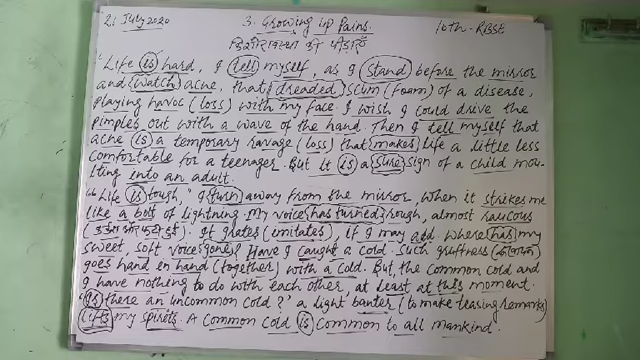 21 July 2020 3. Growing Up Pains. 10th-RBSE
किशोरावस्था की पीड़ाएँ
"Life is hard, I tell myself, as I stand before the mirror
and watch acne, that dreaded scum (foam) of a disease,
playing havoc (loss) with my face. I wish I could drive the
pimples out with a wave of the hand. Then I tell myself that
acne is a temporary ravage (loss) that makes life a little less
comfortable for a teenager. But it is a sure sign of a child mou-
lting into an adult.
"Life is tough," I turn away from the mirror, when it strikes me
like a bolt of lightning. My voice has turned rough, almost raucous
It grates (irritates), if I may add. Where has my
sweet, soft voice gone? Have I caught a cold. Such gruffness
goes hand in hand (together) with a cold. But the common cold and
I have nothing to do with each other, at least at this moment.
"Is there an uncommon cold?" a light banter (to make teasing remarks)
lifts my spirits. A common cold is common to all mankind.